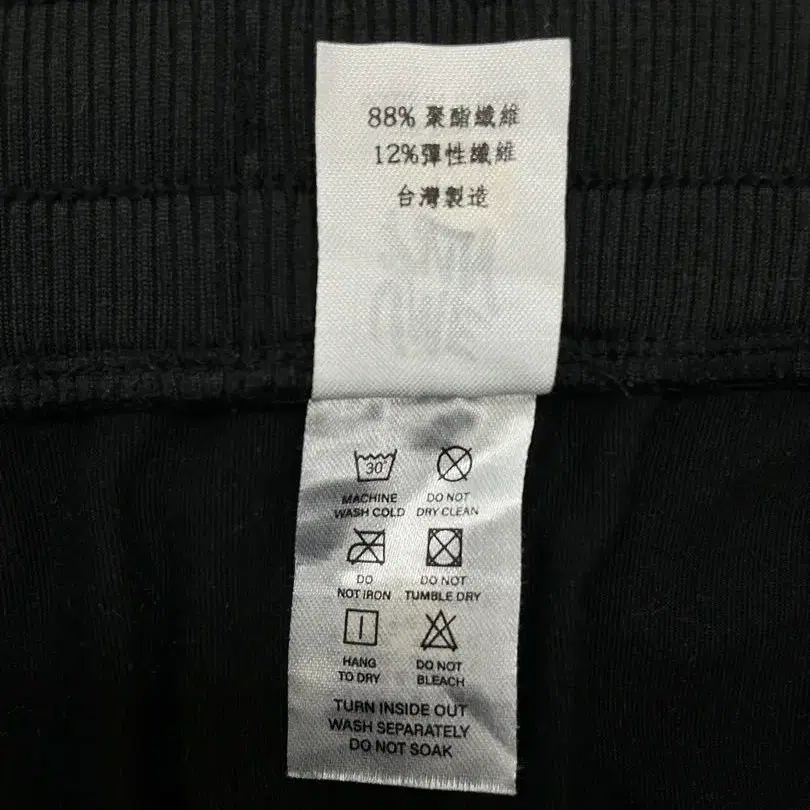 88% 聚酯纖維
12%彈性纖維
台灣製造
30°
MACHINE
WASH COLD
DO NOT
DRY CLEAN
DO
NOT IRON
DO NOT
TUMBLE DRY
HANG
TO DRY
DO NOT
BLEACH
TURN INSIDE OUT
WASH SEPARATELY
DO NOT SOAK